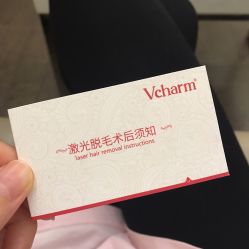 Vcharm®
~激光脱毛术后须知~
laser hair removal instructions